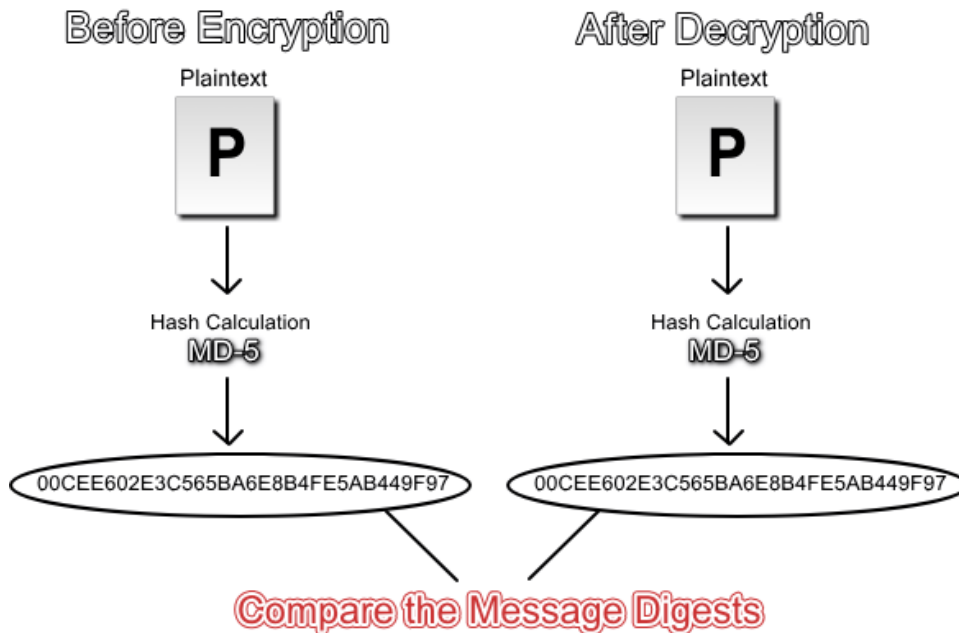 Before Encryption
Plaintext
P
Hash Calculation
MD-5
00CEE602E3C565BA6E8B4FE5AB449F97
After Decryption
Plaintext
P
Hash Calculation
MD-5
00CEE602E3C565BA6E8B4FE5AB449F97
Compare the Message Digests